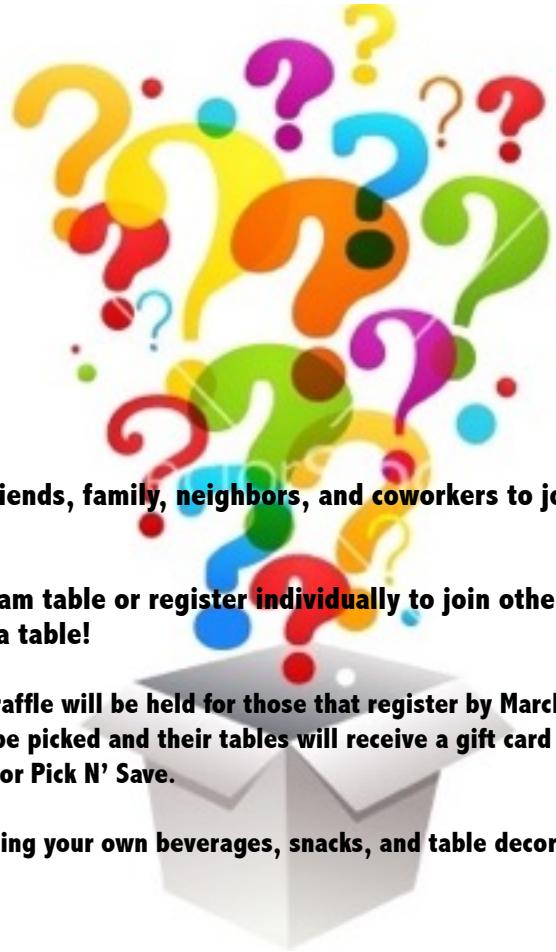 iends, family, neighbors, and coworkers to jo
am table or register individually to join othe
a table!
raffle will be held for those that register by March
be picked and their tables will receive a gift card
or Pick N’ Save.
ing your own beverages, snacks, and table decor